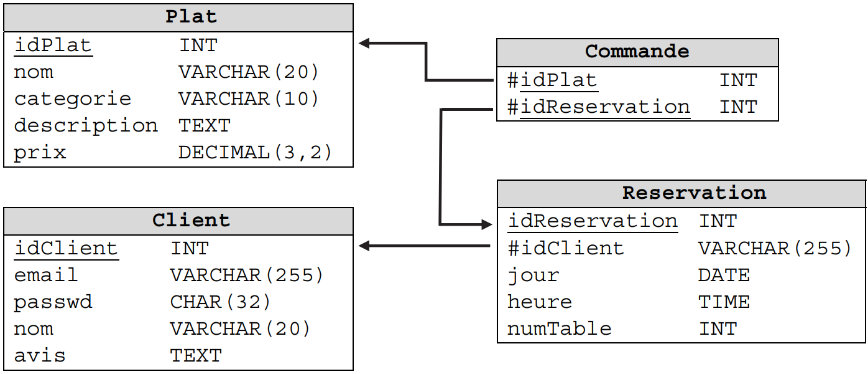 Plat
idPlat INT
nom VARCHAR(20)
categorie VARCHAR(10)
description TEXT
prix DECIMAL(3,2)
Commande
#idPlat INT
#idReservation INT
Client
idClient INT
email VARCHAR(255)
passwd CHAR(32)
nom VARCHAR(20)
avis TEXT
Reservation
idReservation INT
#idClient VARCHAR(255)
jour DATE
heure TIME
numTable INT